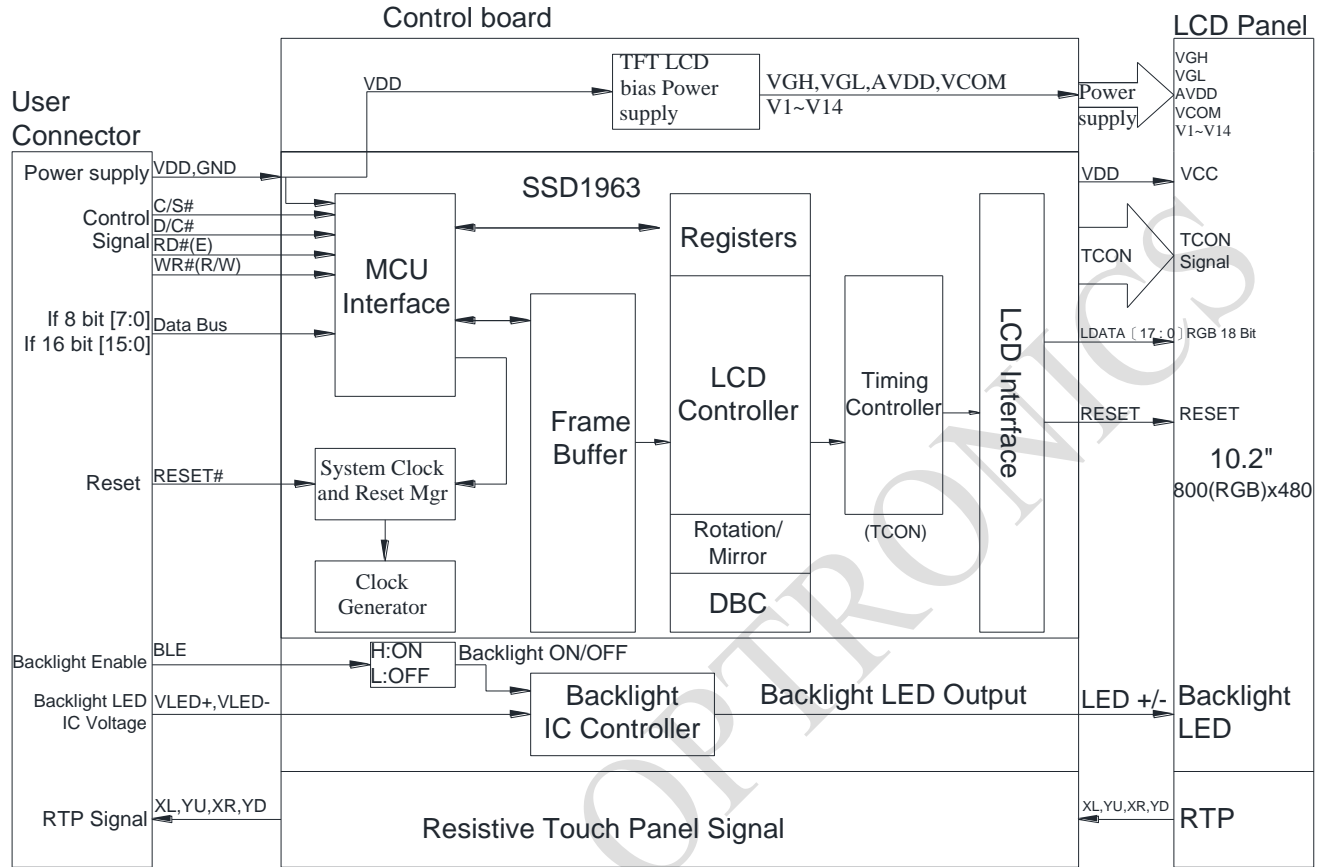 Control board
LCD Panel
User
Connector
VDD
TFT LCD
bias Power
supply
VGH,VGL,AVDD,VCOM
V1~V14
Power
supply
VGH
VGL
AVDD
VCOM
V1~V14
Power supply
VDD,GND
Control
Signal
C/S#
D/C#
RD#(E)
WR#(R/W)
If 8 bit [7:0]
If 16 bit [15:0]
Data Bus
SSD1963
MCU
Interface
Registers
Frame
Buffer
LCD
Controller
Rotation/
Mirror
DBC
Timing
Controller
(TCON)
LCD Interface
VDD
VCC
TCON
TCON
Signal
LDATA〔17:0〕RGB 18 Bit
RESET
RESET
10.2"
800(RGB)x480
Reset
RESET#
System Clock
and Reset Mgr
Clock
Generator
Backlight Enable
BLE
H:ON
L:OFF
Backlight ON/OFF
Backlight LED
IC Voltage
VLED+,VLED-
Backlight
IC Controller
Backlight LED Output
LED +/-
Backlight
LED
RTP Signal
XL,YU,XR,YD
Resistive Touch Panel Signal
XL,YU,XR,YD
RTP
OPTRONICS